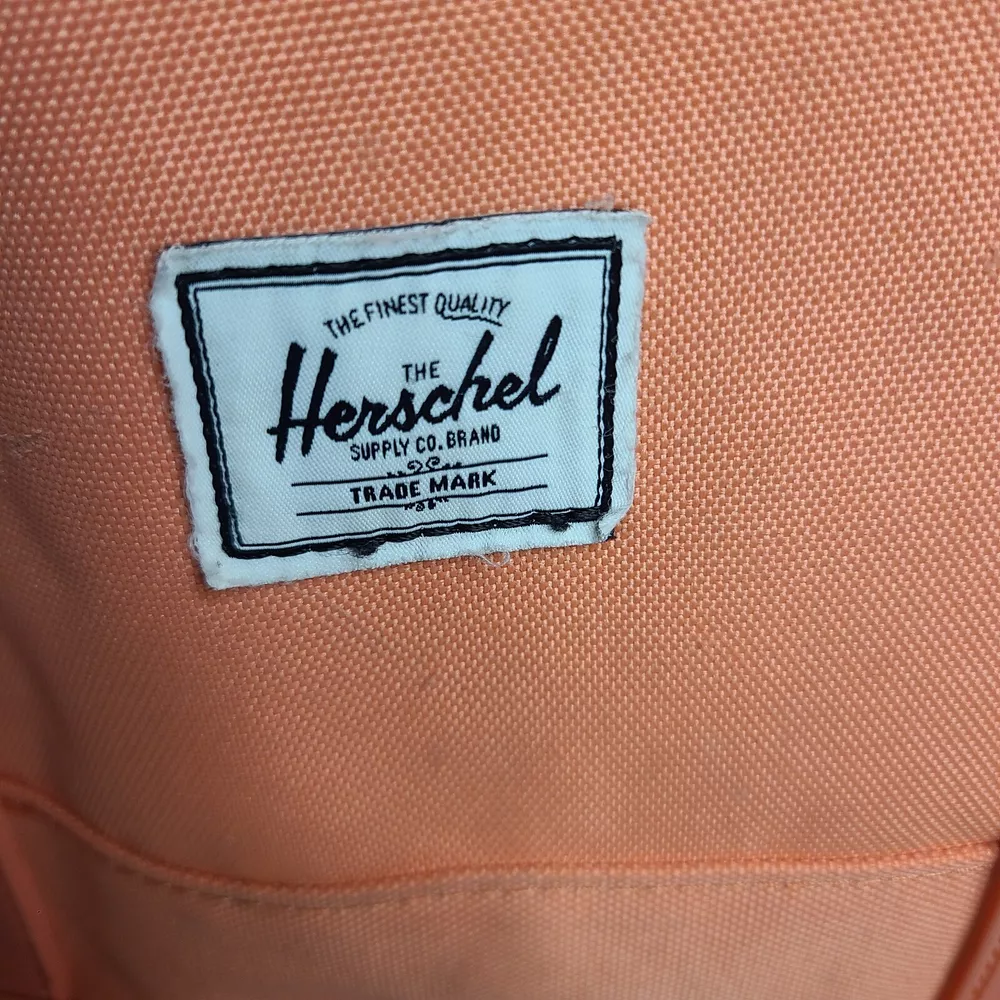 THE FINEST QUALITY
THE
Herschel
SUPPLY CO. BRAND
TRADE MARK